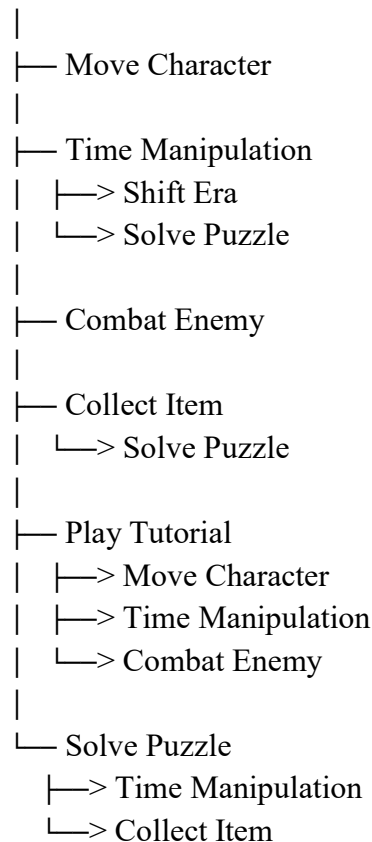 |
├── Move Character
|
├── Time Manipulation
|   ├──> Shift Era
|   └──> Solve Puzzle
|
├── Combat Enemy
|
├── Collect Item
|   └──> Solve Puzzle
|
├── Play Tutorial
|   ├──> Move Character
|   ├──> Time Manipulation
|   └──> Combat Enemy
|
└── Solve Puzzle
    ├──> Time Manipulation
    └──> Collect Item